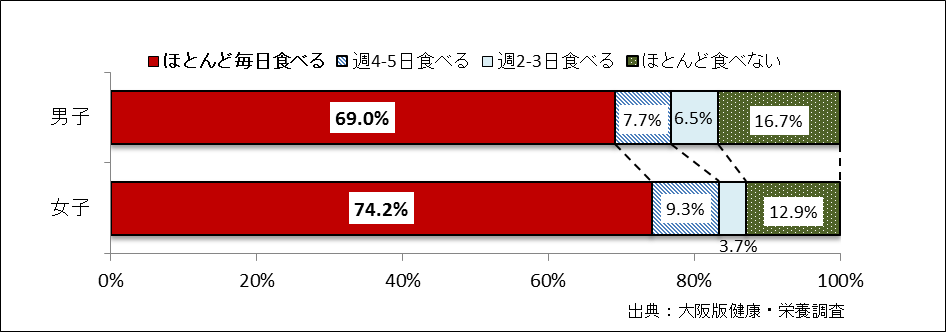 ほとんど毎日食べる 週4-5日食べる 週2-3日食べる ほとんど食べない
男子 69.0% 7.7% 6.5% 16.7%
女子 74.2% 9.3% 3.7% 12.9%
0% 20% 40% 60% 80% 100%
出典：大阪版健康・栄養調査